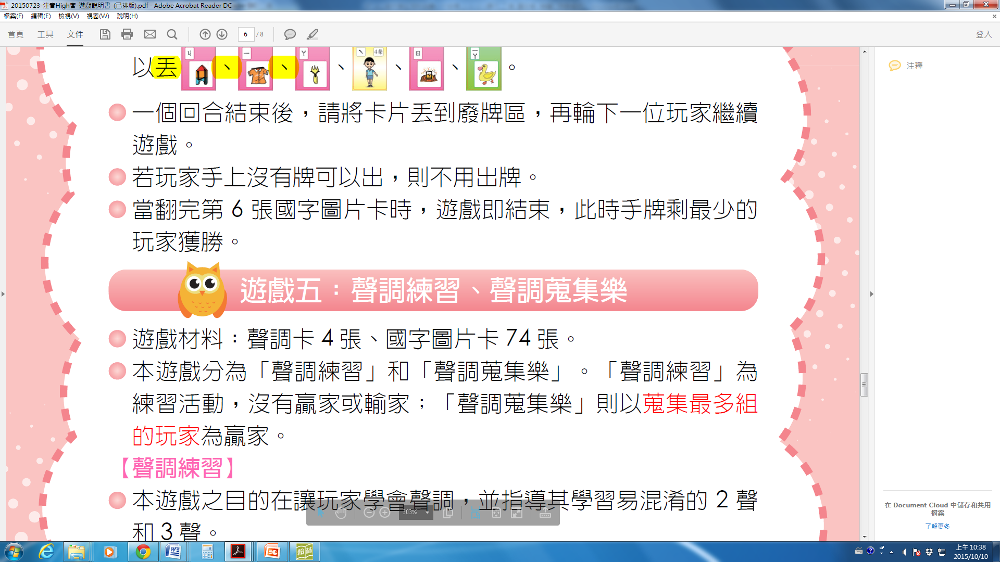 20150723-注音High客-遊戲說明書 (已排版).pdf - Adobe Acrobat Reader DC
檔案(F) 編輯(E) 檢視(V) 視窗(W) 說明(H)
首頁 工具 文件 6 / 8 登入
以丟 ㄐ 、 ㄧ 、 ㄚ 、 ˋ 4聲 、 ㄖ 、 ㄧㄚ 。
一個回合結束後，請將卡片丟到廢牌區，再輪下一位玩家繼續
遊戲。
若玩家手上沒有牌可以出，則不用出牌。
當翻完第 6 張國字圖片卡時，遊戲即結束，此時手牌剩最少的
玩家獲勝。
遊戲五：聲調練習、聲調蒐集樂
遊戲材料：聲調卡 4 張、國字圖片卡 74 張。
本遊戲分為「聲調練習」和「聲調蒐集樂」。「聲調練習」為
練習活動，沒有贏家或輸家；「聲調蒐集樂」則以蒐集最多組
的玩家為贏家。
【聲調練習】
本遊戲之目的在讓玩家學會聲調，並指導其學習易混淆的 2 聲
和 3 聲。
303%
注釋
在 Document Cloud 中儲存和共用
檔案
了解更多
翰林
上午 10:38
2015/10/10